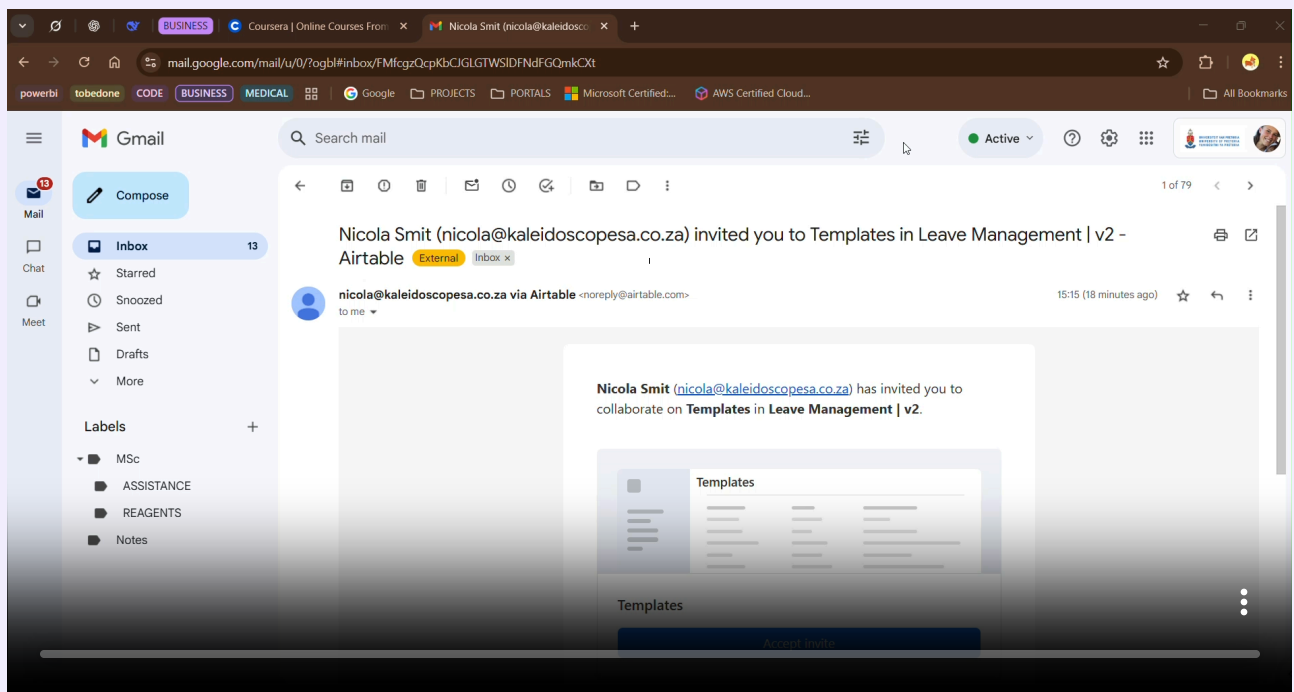 BUSINESS
Coursera | Online Courses From
Nicola Smit (nicola@kaleidosco
mail.google.com/mail/u/0/?ogbl#inbox/FMfcgzQcpKbCJGLGTWSlDFNdFGQmkCXt
powerbi tobedone CODE BUSINESS MEDICAL Google PROJECTS PORTALS Microsoft Certified:... AWS Certified Cloud... All Bookmarks
Gmail
Search mail
Active
13
Mail
Chat
Meet
Compose
Inbox 13
Starred
Snoozed
Sent
Drafts
More
Labels
MSc
ASSISTANCE
REAGENTS
Notes
1 of 79
Nicola Smit (nicola@kaleidoscopesa.co.za) invited you to Templates in Leave Management | v2 -
Airtable External Inbox ×
nicola@kaleidoscopesa.co.za via Airtable <noreply@airtable.com> 15:15 (18 minutes ago)
to me
Nicola Smit (nicola@kaleidoscopesa.co.za) has invited you to
collaborate on Templates in Leave Management | v2.
Templates
Templates
Accept invite